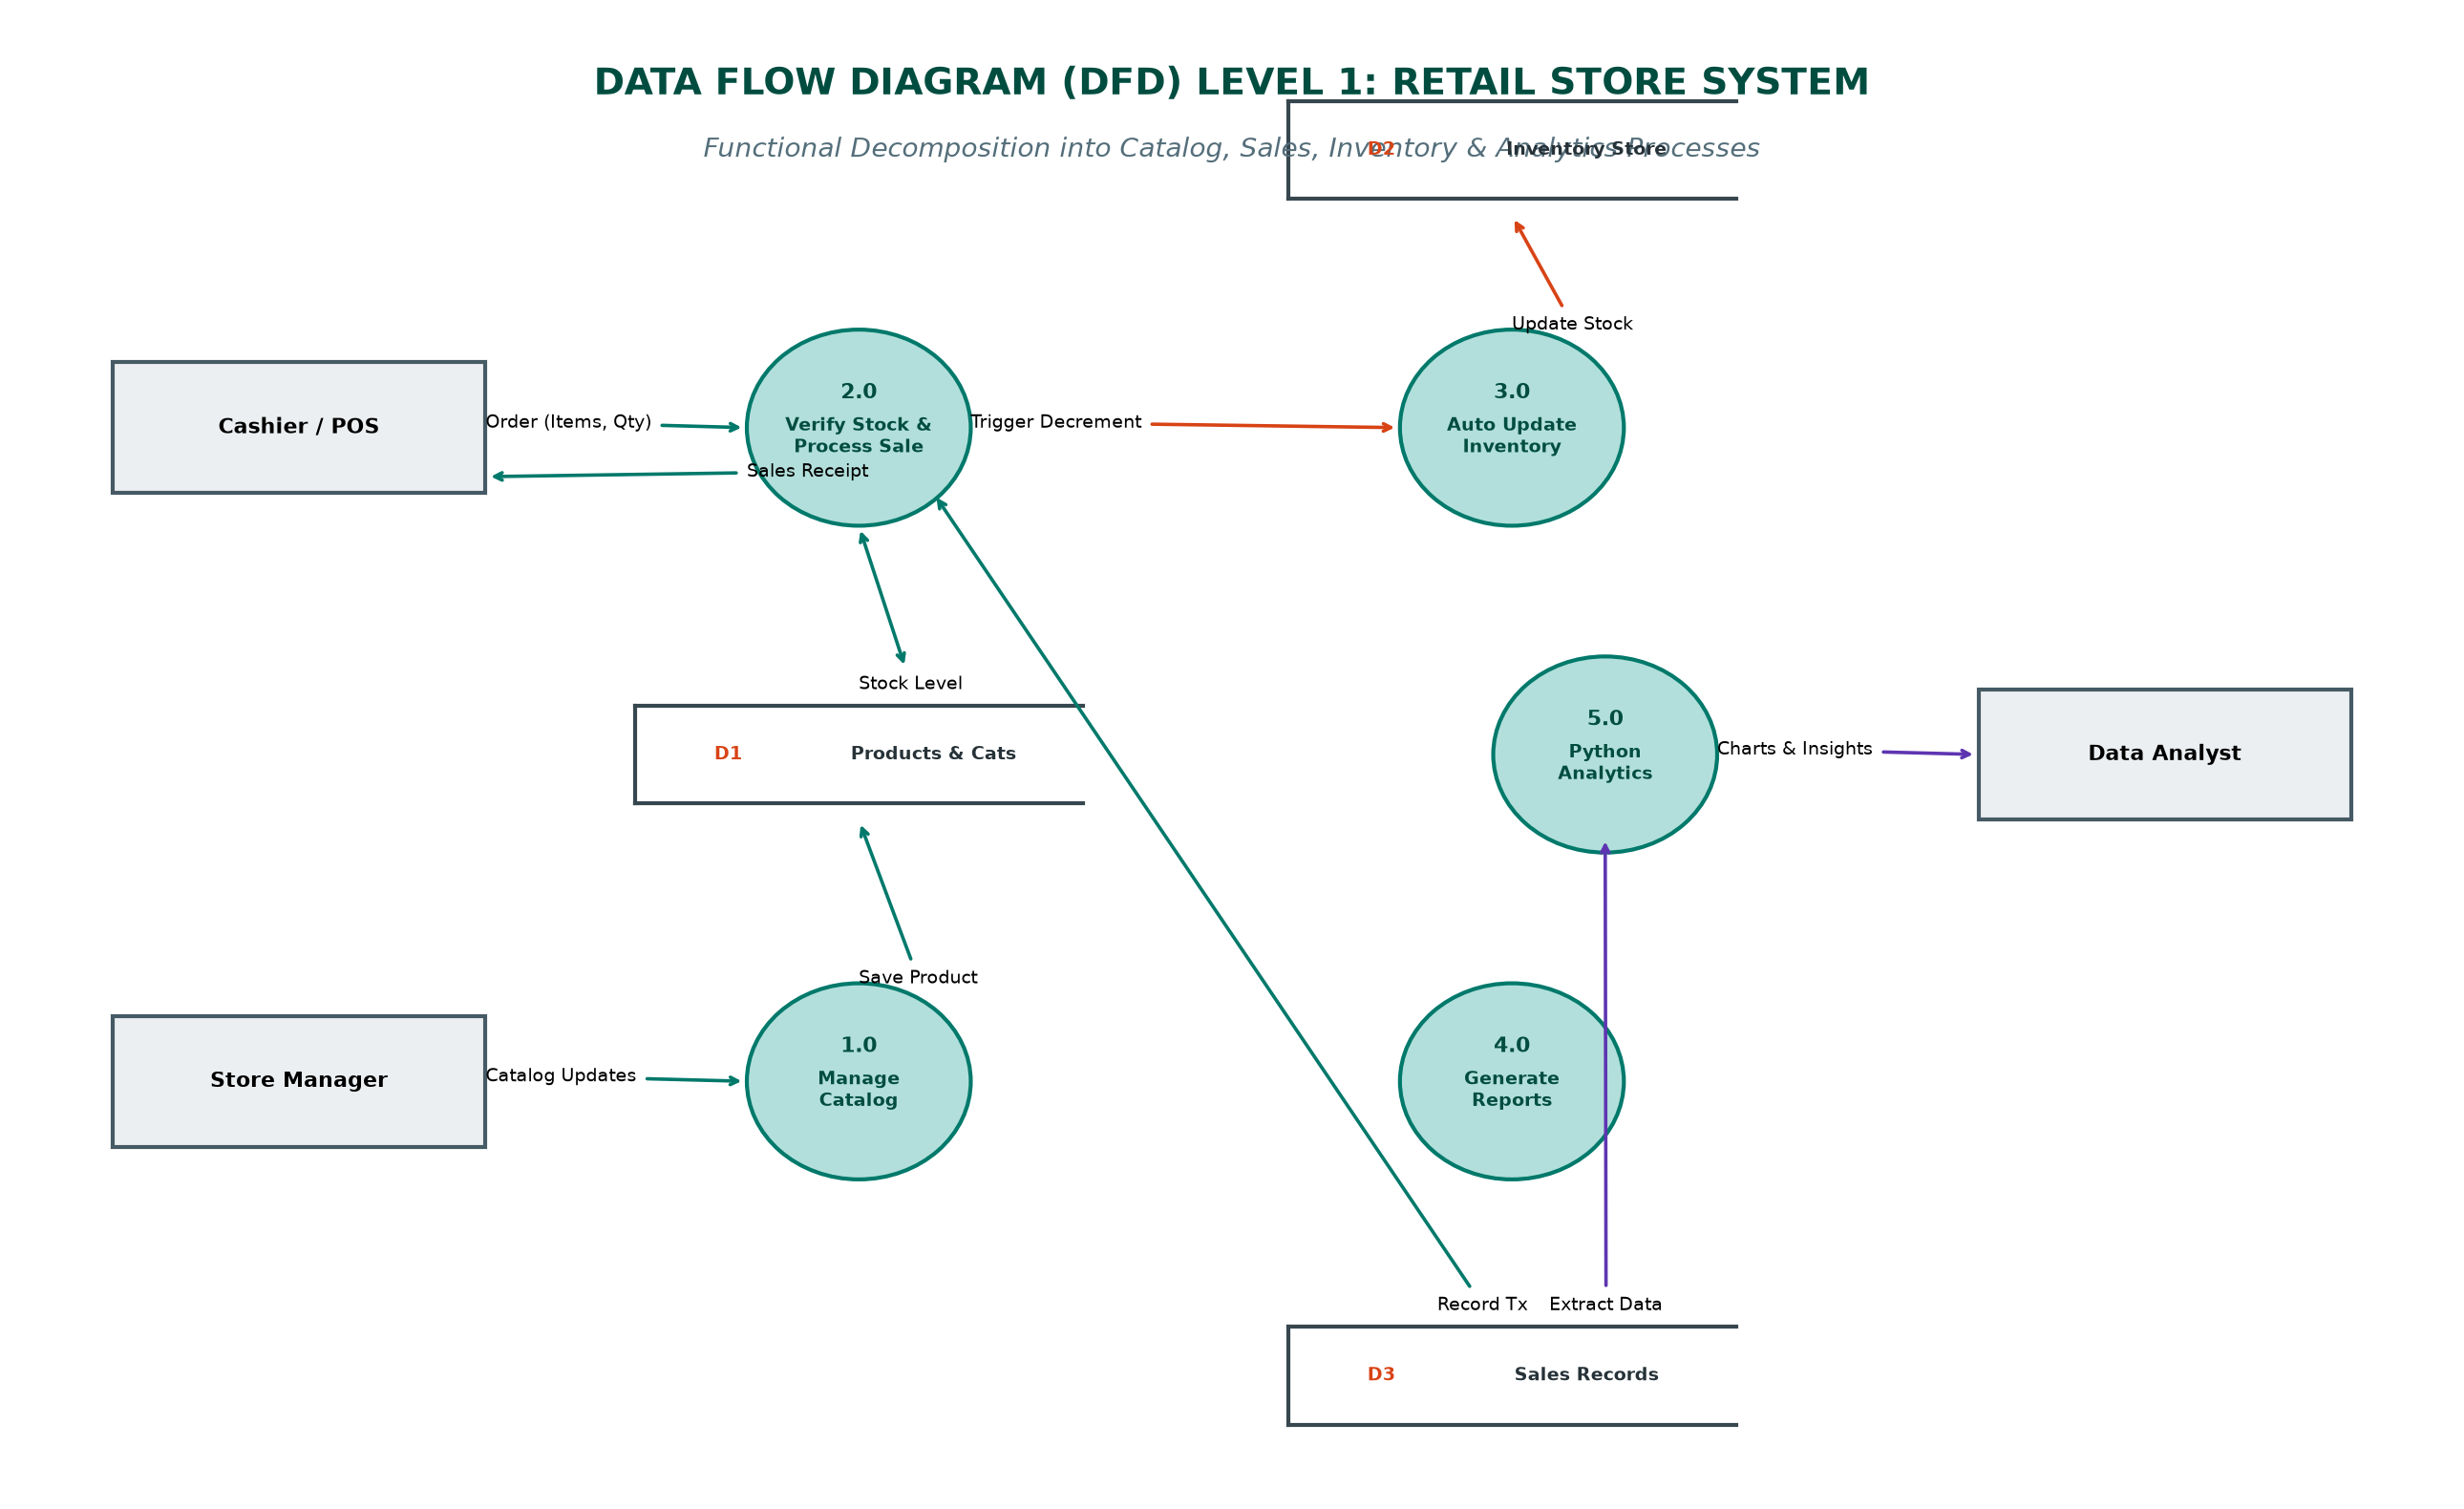 DATA FLOW DIAGRAM (DFD) LEVEL 1: RETAIL STORE SYSTEM
Functional Decomposition into Catalog, Sales, Inventory & Analytics Processes
D2
Inventory Store
Update Stock
Cashier / POS
Order (Items, Qty)
2.0
Verify Stock &
Process Sale
Sales Receipt
Trigger Decrement
3.0
Auto Update
Inventory
Stock Level
D1
Products & Cats
5.0
Python
Analytics
Charts & Insights
Data Analyst
Save Product
Store Manager
Catalog Updates
1.0
Manage
Catalog
4.0
Generate
Reports
Record Tx
Extract Data
D3
Sales Records